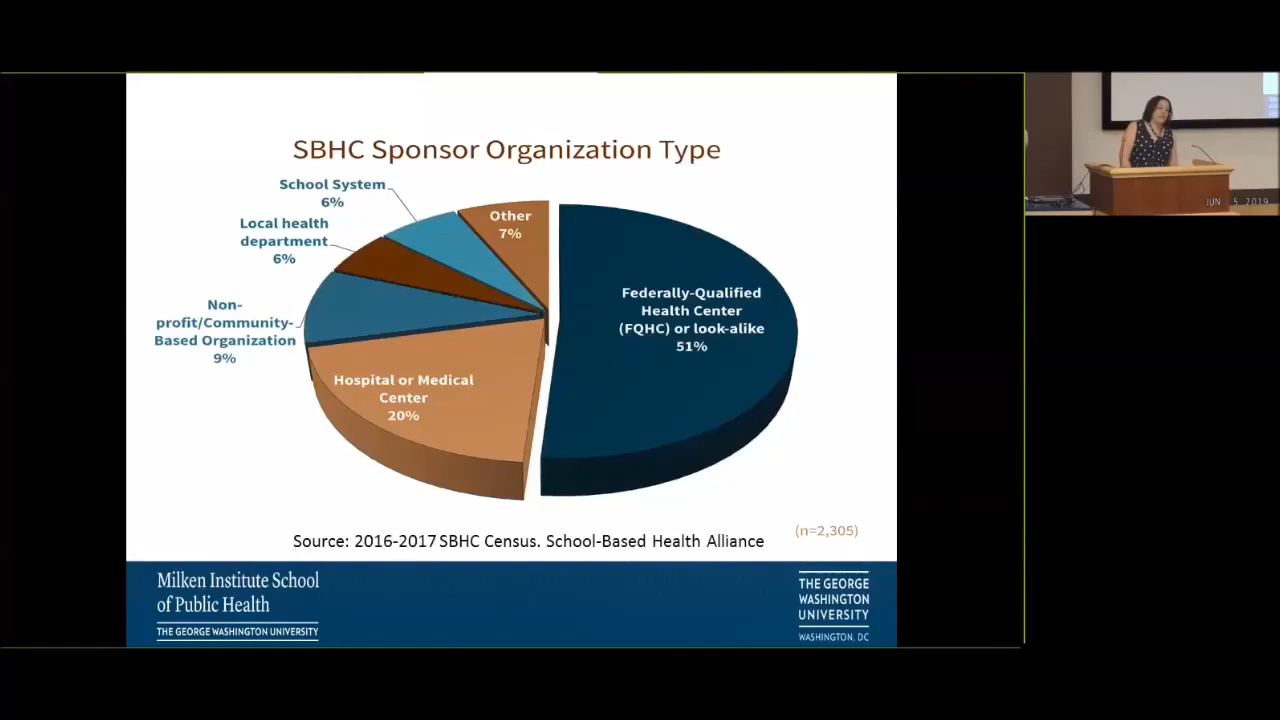 SBHC Sponsor Organization Type
School System
6%
Local health
department
6%
Non-
profit/Community-
Based Organization
9%
Other
7%
Federally-Qualified
Health Center
(FQHC) or look-alike
51%
Hospital or Medical
Center
20%
(n=2,305)
Source: 2016-2017 SBHC Census. School-Based Health Alliance
Milken Institute School
of Public Health
THE GEORGE WASHINGTON UNIVERSITY
THE GEORGE
WASHINGTON
UNIVERSITY
WASHINGTON, DC
JUN 5 2019